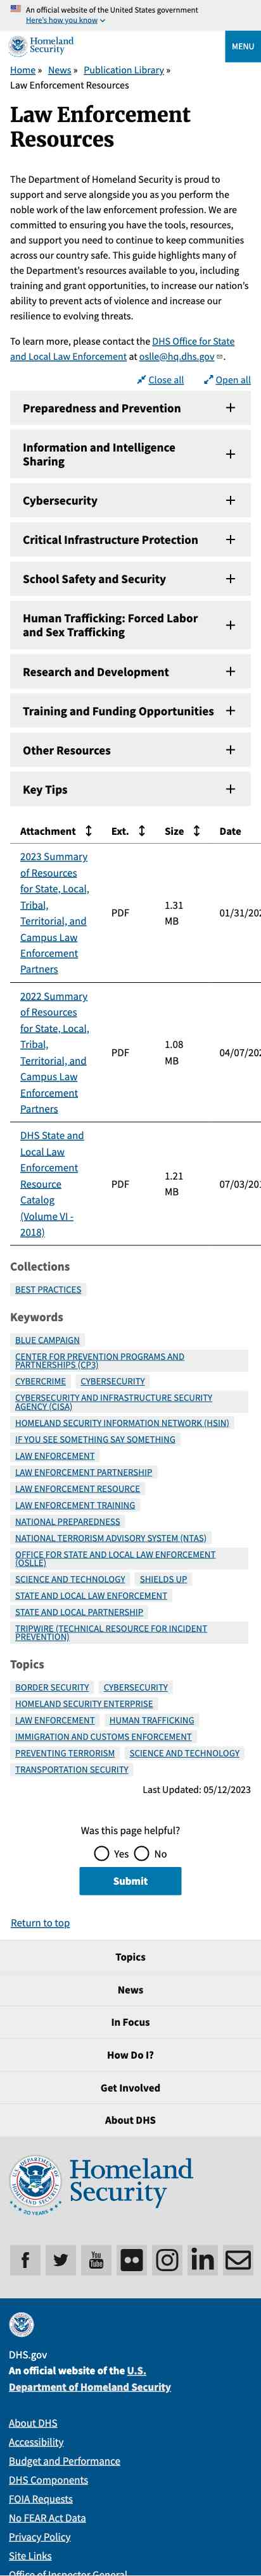 An official website of the United States government
Here's how you know
Homeland
Security
MENU
Home » News » Publication Library »
Law Enforcement Resources
Law Enforcement
Resources
The Department of Homeland Security is proud to
support and serve alongside you as you perform the
noble work of the law enforcement profession. We are
committed to ensuring you have the tools, resources,
and support you need to continue to make communities
across our country safe. This guide highlights many of
the Department's resources available to you, including
training and grant opportunities, to assist in our nation's
ability to prevent acts of violence and increase our
resilience to evolving threats.
To learn more, please contact the DHS Office for State
and Local Law Enforcement at oslle@hq.dhs.gov.
Close all Open all
Preparedness and Prevention
Information and Intelligence
Sharing
Cybersecurity
Critical Infrastructure Protection
School Safety and Security
Human Trafficking: Forced Labor
and Sex Trafficking
Research and Development
Training and Funding Opportunities
Other Resources
Key Tips
Attachment Ext. Size Date
2023 Summary
of Resources
for State, Local,
Tribal,
Territorial, and
Campus Law
Enforcement
Partners
PDF
1.31
MB
01/31/202
2022 Summary
of Resources
for State, Local,
Tribal,
Territorial, and
Campus Law
Enforcement
Partners
PDF
1.08
MB
04/07/202
DHS State and
Local Law
Enforcement
Resource
Catalog
(Volume VI -
2018)
PDF
1.21
MB
07/03/201
Collections
BEST PRACTICES
Keywords
BLUE CAMPAIGN
CENTER FOR PREVENTION PROGRAMS AND
PARTNERSHIPS (CP3)
CYBERCRIME CYBERSECURITY
CYBERSECURITY AND INFRASTRUCTURE SECURITY
AGENCY (CISA)
HOMELAND SECURITY INFORMATION NETWORK (HSIN)
IF YOU SEE SOMETHING SAY SOMETHING
LAW ENFORCEMENT
LAW ENFORCEMENT PARTNERSHIP
LAW ENFORCEMENT RESOURCE
LAW ENFORCEMENT TRAINING
NATIONAL PREPAREDNESS
NATIONAL TERRORISM ADVISORY SYSTEM (NTAS)
OFFICE FOR STATE AND LOCAL LAW ENFORCEMENT
(OSLLE)
SCIENCE AND TECHNOLOGY SHIELDS UP
STATE AND LOCAL LAW ENFORCEMENT
STATE AND LOCAL PARTNERSHIP
TRIPWIRE (TECHNICAL RESOURCE FOR INCIDENT
PREVENTION)
Topics
BORDER SECURITY CYBERSECURITY
HOMELAND SECURITY ENTERPRISE
LAW ENFORCEMENT HUMAN TRAFFICKING
IMMIGRATION AND CUSTOMS ENFORCEMENT
PREVENTING TERRORISM SCIENCE AND TECHNOLOGY
TRANSPORTATION SECURITY
Last Updated: 05/12/2023
Was this page helpful?
Yes No
Submit
Return to top
Topics
News
In Focus
How Do I?
Get Involved
About DHS
Homeland
Security
20 YEARS
You
Tube
DHS.gov
An official website of the U.S.
Department of Homeland Security
About DHS
Accessibility
Budget and Performance
DHS Components
FOIA Requests
No FEAR Act Data
Privacy Policy
Site Links
Office of Inspector General